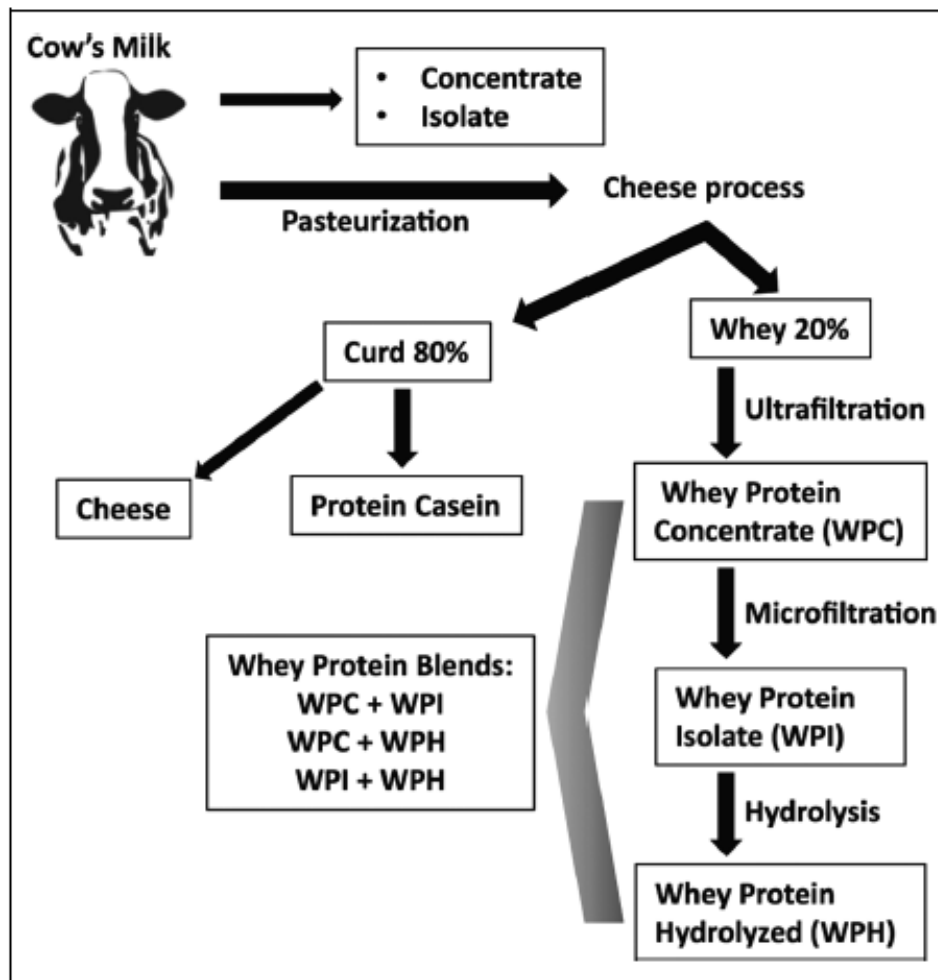 Cow's Milk
• Concentrate
• Isolate
Pasteurization
Cheese process
Curd 80%
Whey 20%
Ultrafiltration
Cheese
Protein Casein
Whey Protein
Concentrate (WPC)
Microfiltration
Whey Protein Blends:
WPC + WPI
WPC + WPH
WPI + WPH
Whey Protein
Isolate (WPI)
Hydrolysis
Whey Protein
Hydrolyzed (WPH)